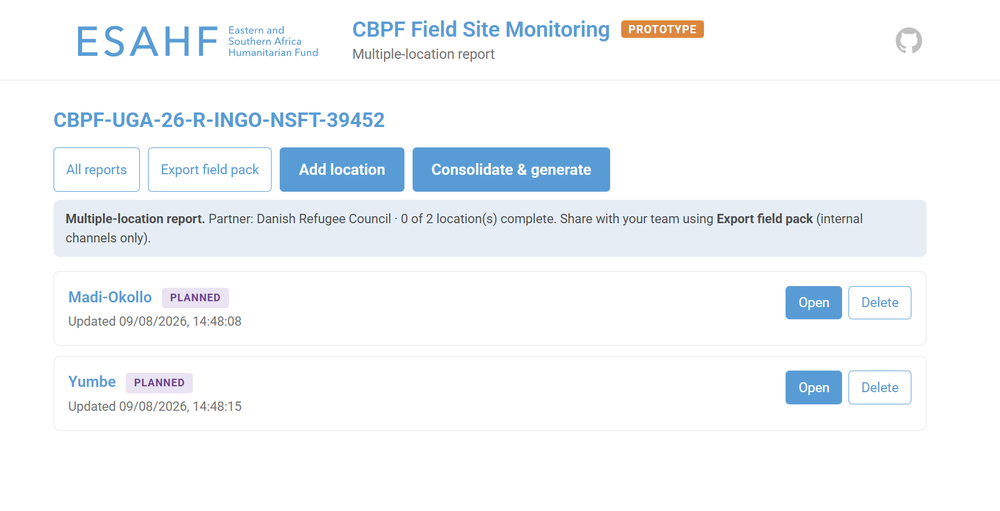 ESAHF
Eastern and
Southern Africa
Humanitarian Fund
CBPF Field Site Monitoring PROTOTYPE
Multiple-location report
CBPF-UGA-26-R-INGO-NSFT-39452
All reports Export field pack Add location Consolidate & generate
Multiple-location report. Partner: Danish Refugee Council · 0 of 2 location(s) complete. Share with your team using Export field pack (internal
channels only).
Madi-Okollo PLANNED
Updated 09/08/2026, 14:48:08
Open Delete
Yumbe PLANNED
Updated 09/08/2026, 14:48:15
Open Delete